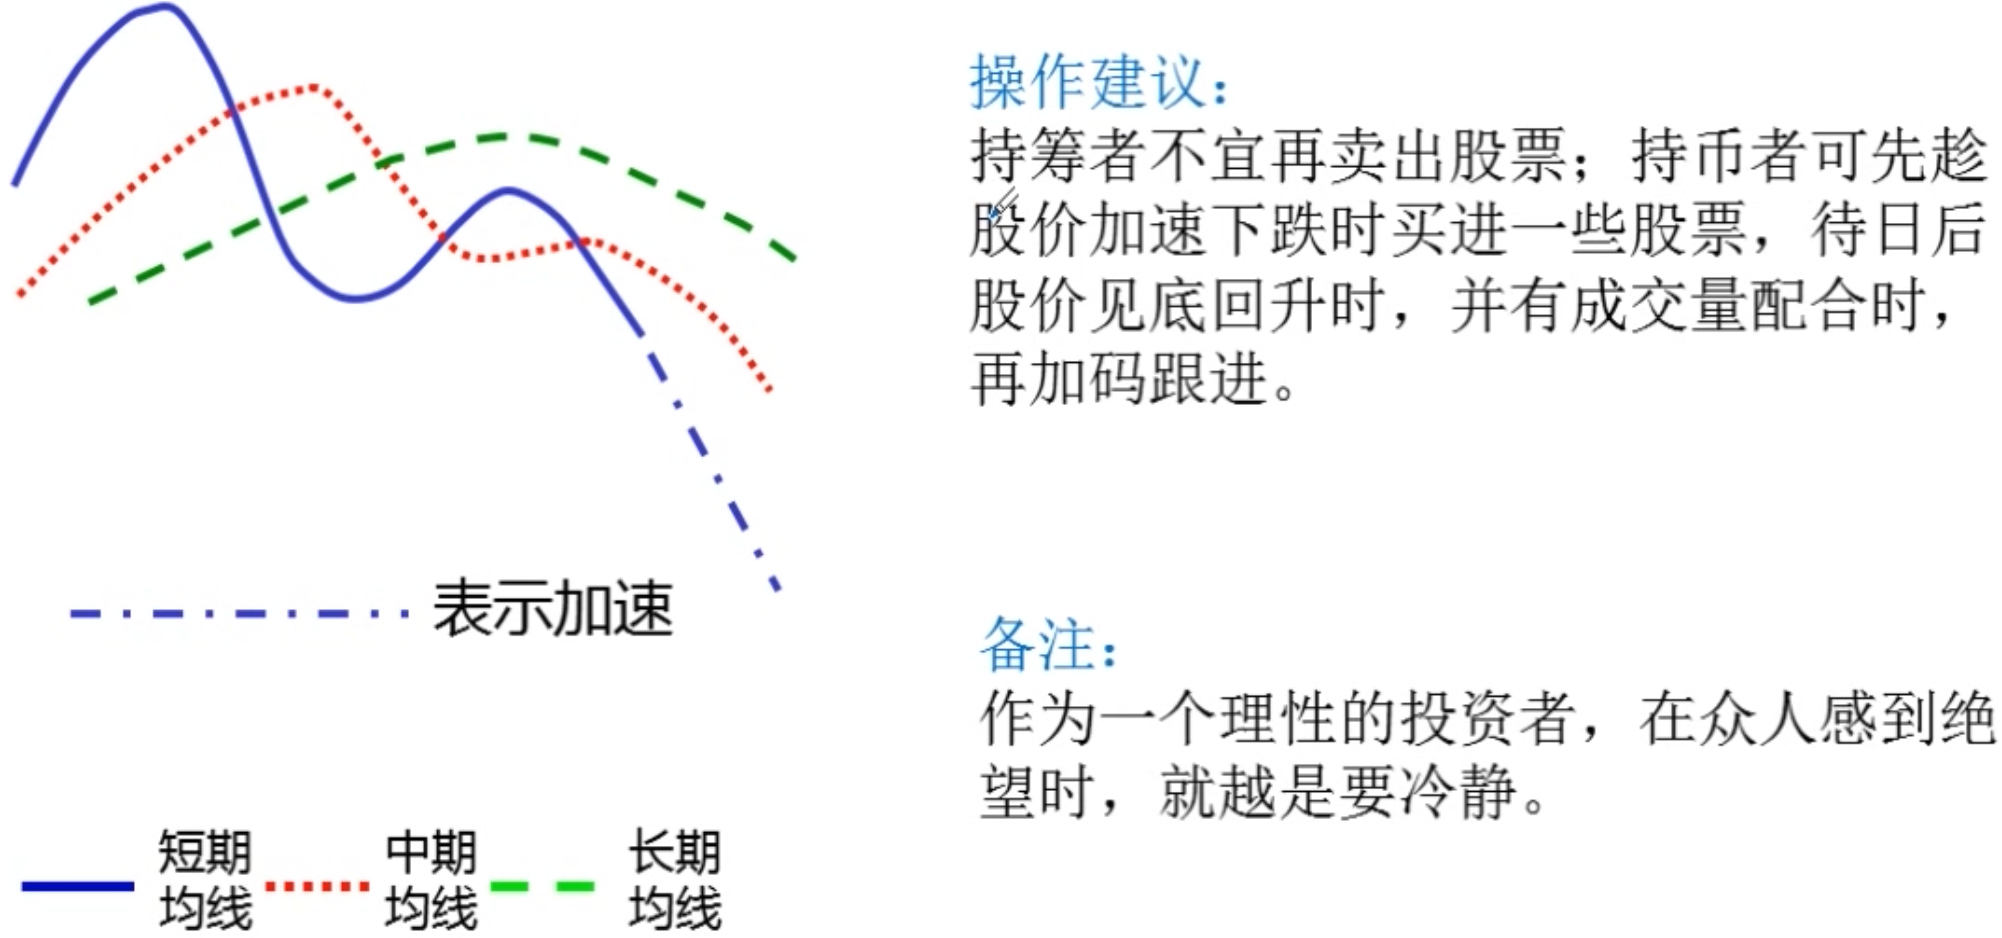 操作建议：
持筹者不宜再卖出股票；持币者可先趁
股价加速下跌时买进一些股票，待日后
股价见底回升时，并有成交量配合时，
再加码跟进。
表示加速
备注：
作为一个理性的投资者，在众人感到绝
望时，就越是要冷静。
短期
均线
中期
均线
长期
均线